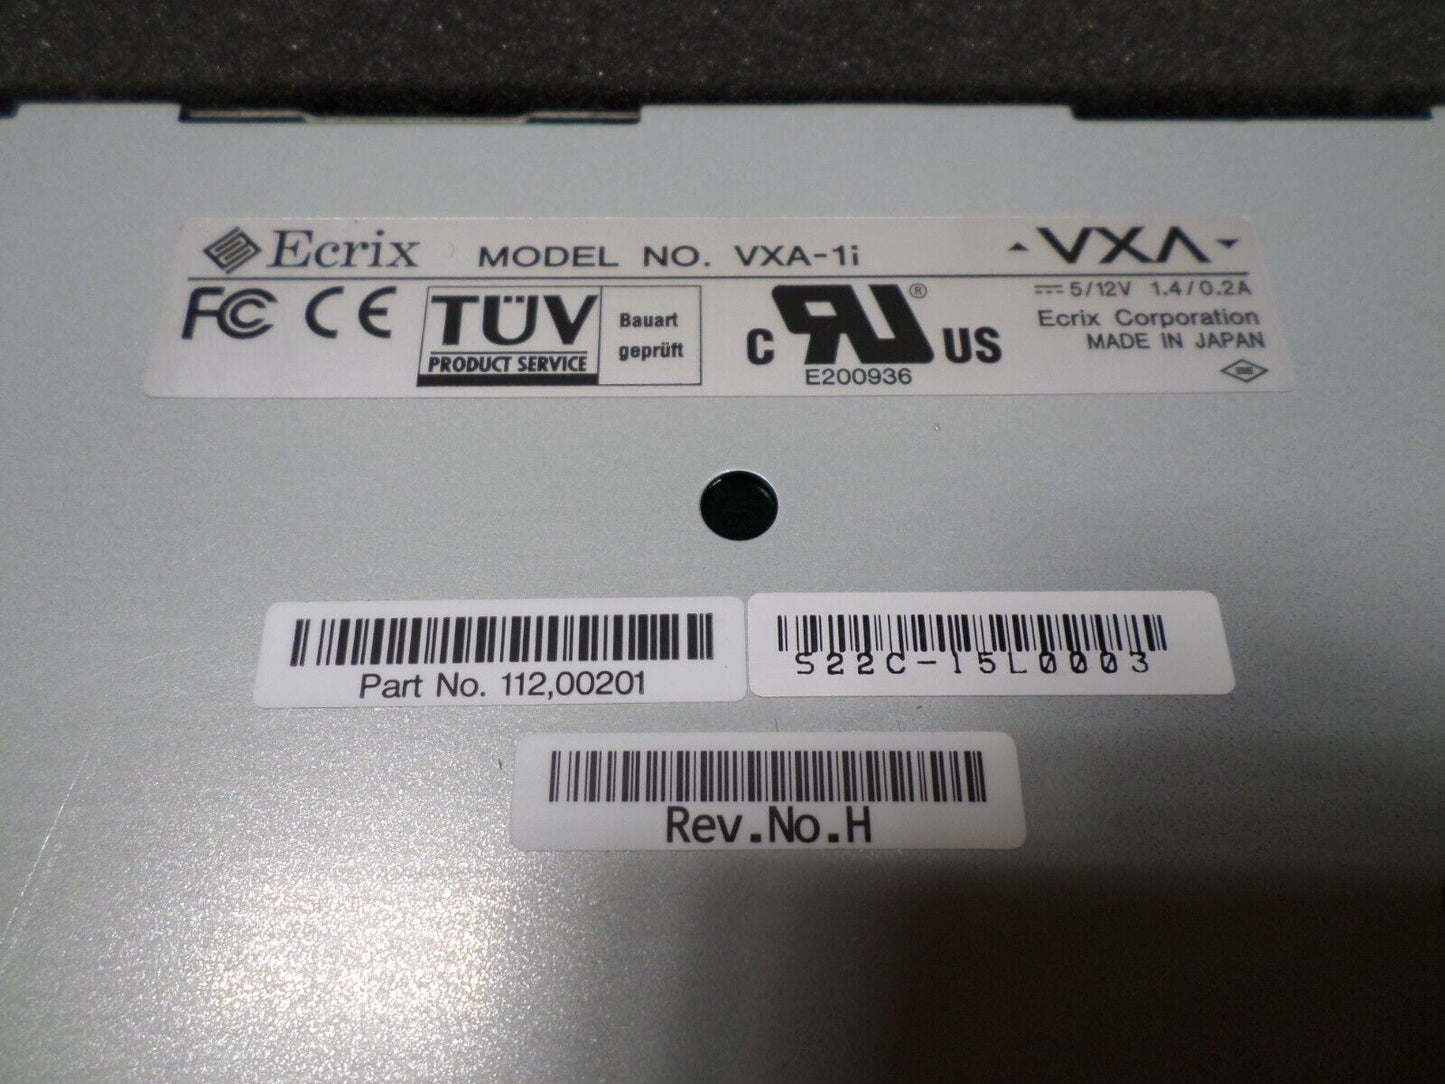 Ecrix MODEL NO. VXA-1i VXA
FC CE TÜV PRODUCT SERVICE Bauart geprüft C RU ® US E200936
5/12V 1.4/0.2A
Ecrix Corporation
MADE IN JAPAN
Part No. 112,00201
S22C-15L0003
Rev.No.H